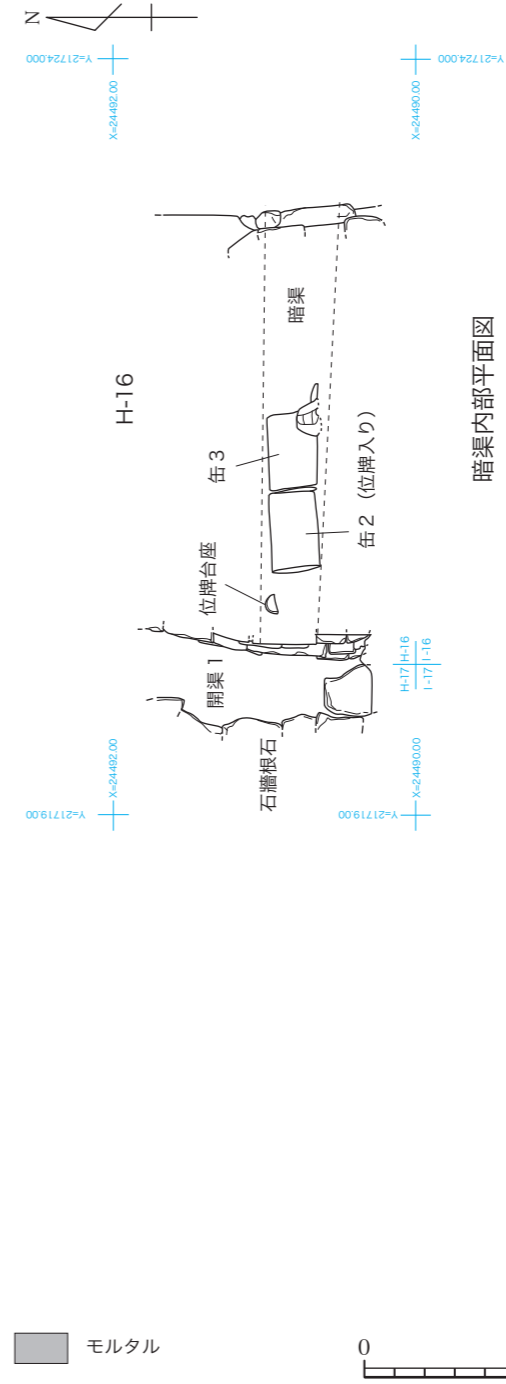 N
Y=21724.000
X=24492.00
Y=21724.000
X=24490.00
H-16
暗渠
缶3
缶2（位牌入り）
位牌台座
開渠1
石牆根石
H-17 H-16
I-17 I-16
Y=21719.00
X=24492.00
Y=21719.00
X=24490.00
暗渠内部平面図
モルタル
0